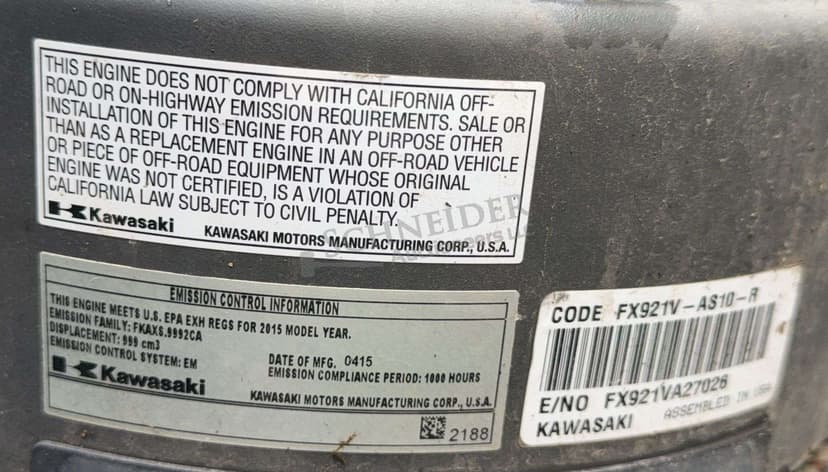 THIS ENGINE DOES NOT COMPLY WITH CALIFORNIA OFF-
ROAD OR ON-HIGHWAY EMISSION REQUIREMENTS. SALE OR
INSTALLATION OF THIS ENGINE FOR ANY PURPOSE OTHER
THAN AS A REPLACEMENT ENGINE IN AN OFF-ROAD VEHICLE
OR PIECE OF OFF-ROAD EQUIPMENT WHOSE ORIGINAL
ENGINE WAS NOT CERTIFIED, IS A VIOLATION OF
CALIFORNIA LAW SUBJECT TO CIVIL PENALTY.
Kawasaki KAWASAKI MOTORS MANUFACTURING CORP., U.S.A.
SCHNEIDER
Auctioneers LLC
EMISSION CONTROL INFORMATION
THIS ENGINE MEETS U.S. EPA EXH REGS FOR 2015 MODEL YEAR.
EMISSION FAMILY: FKAXS.9992CA
DISPLACEMENT: 999 cm3
EMISSION CONTROL SYSTEM: EM
DATE OF MFG. 0415
EMISSION COMPLIANCE PERIOD: 1000 HOURS
Kawasaki KAWASAKI MOTORS MANUFACTURING CORP., U.S.A.
2188
CODE FX921V-AS10-R
E/NO FX921VA27026
KAWASAKI ASSEMBLED IN USA